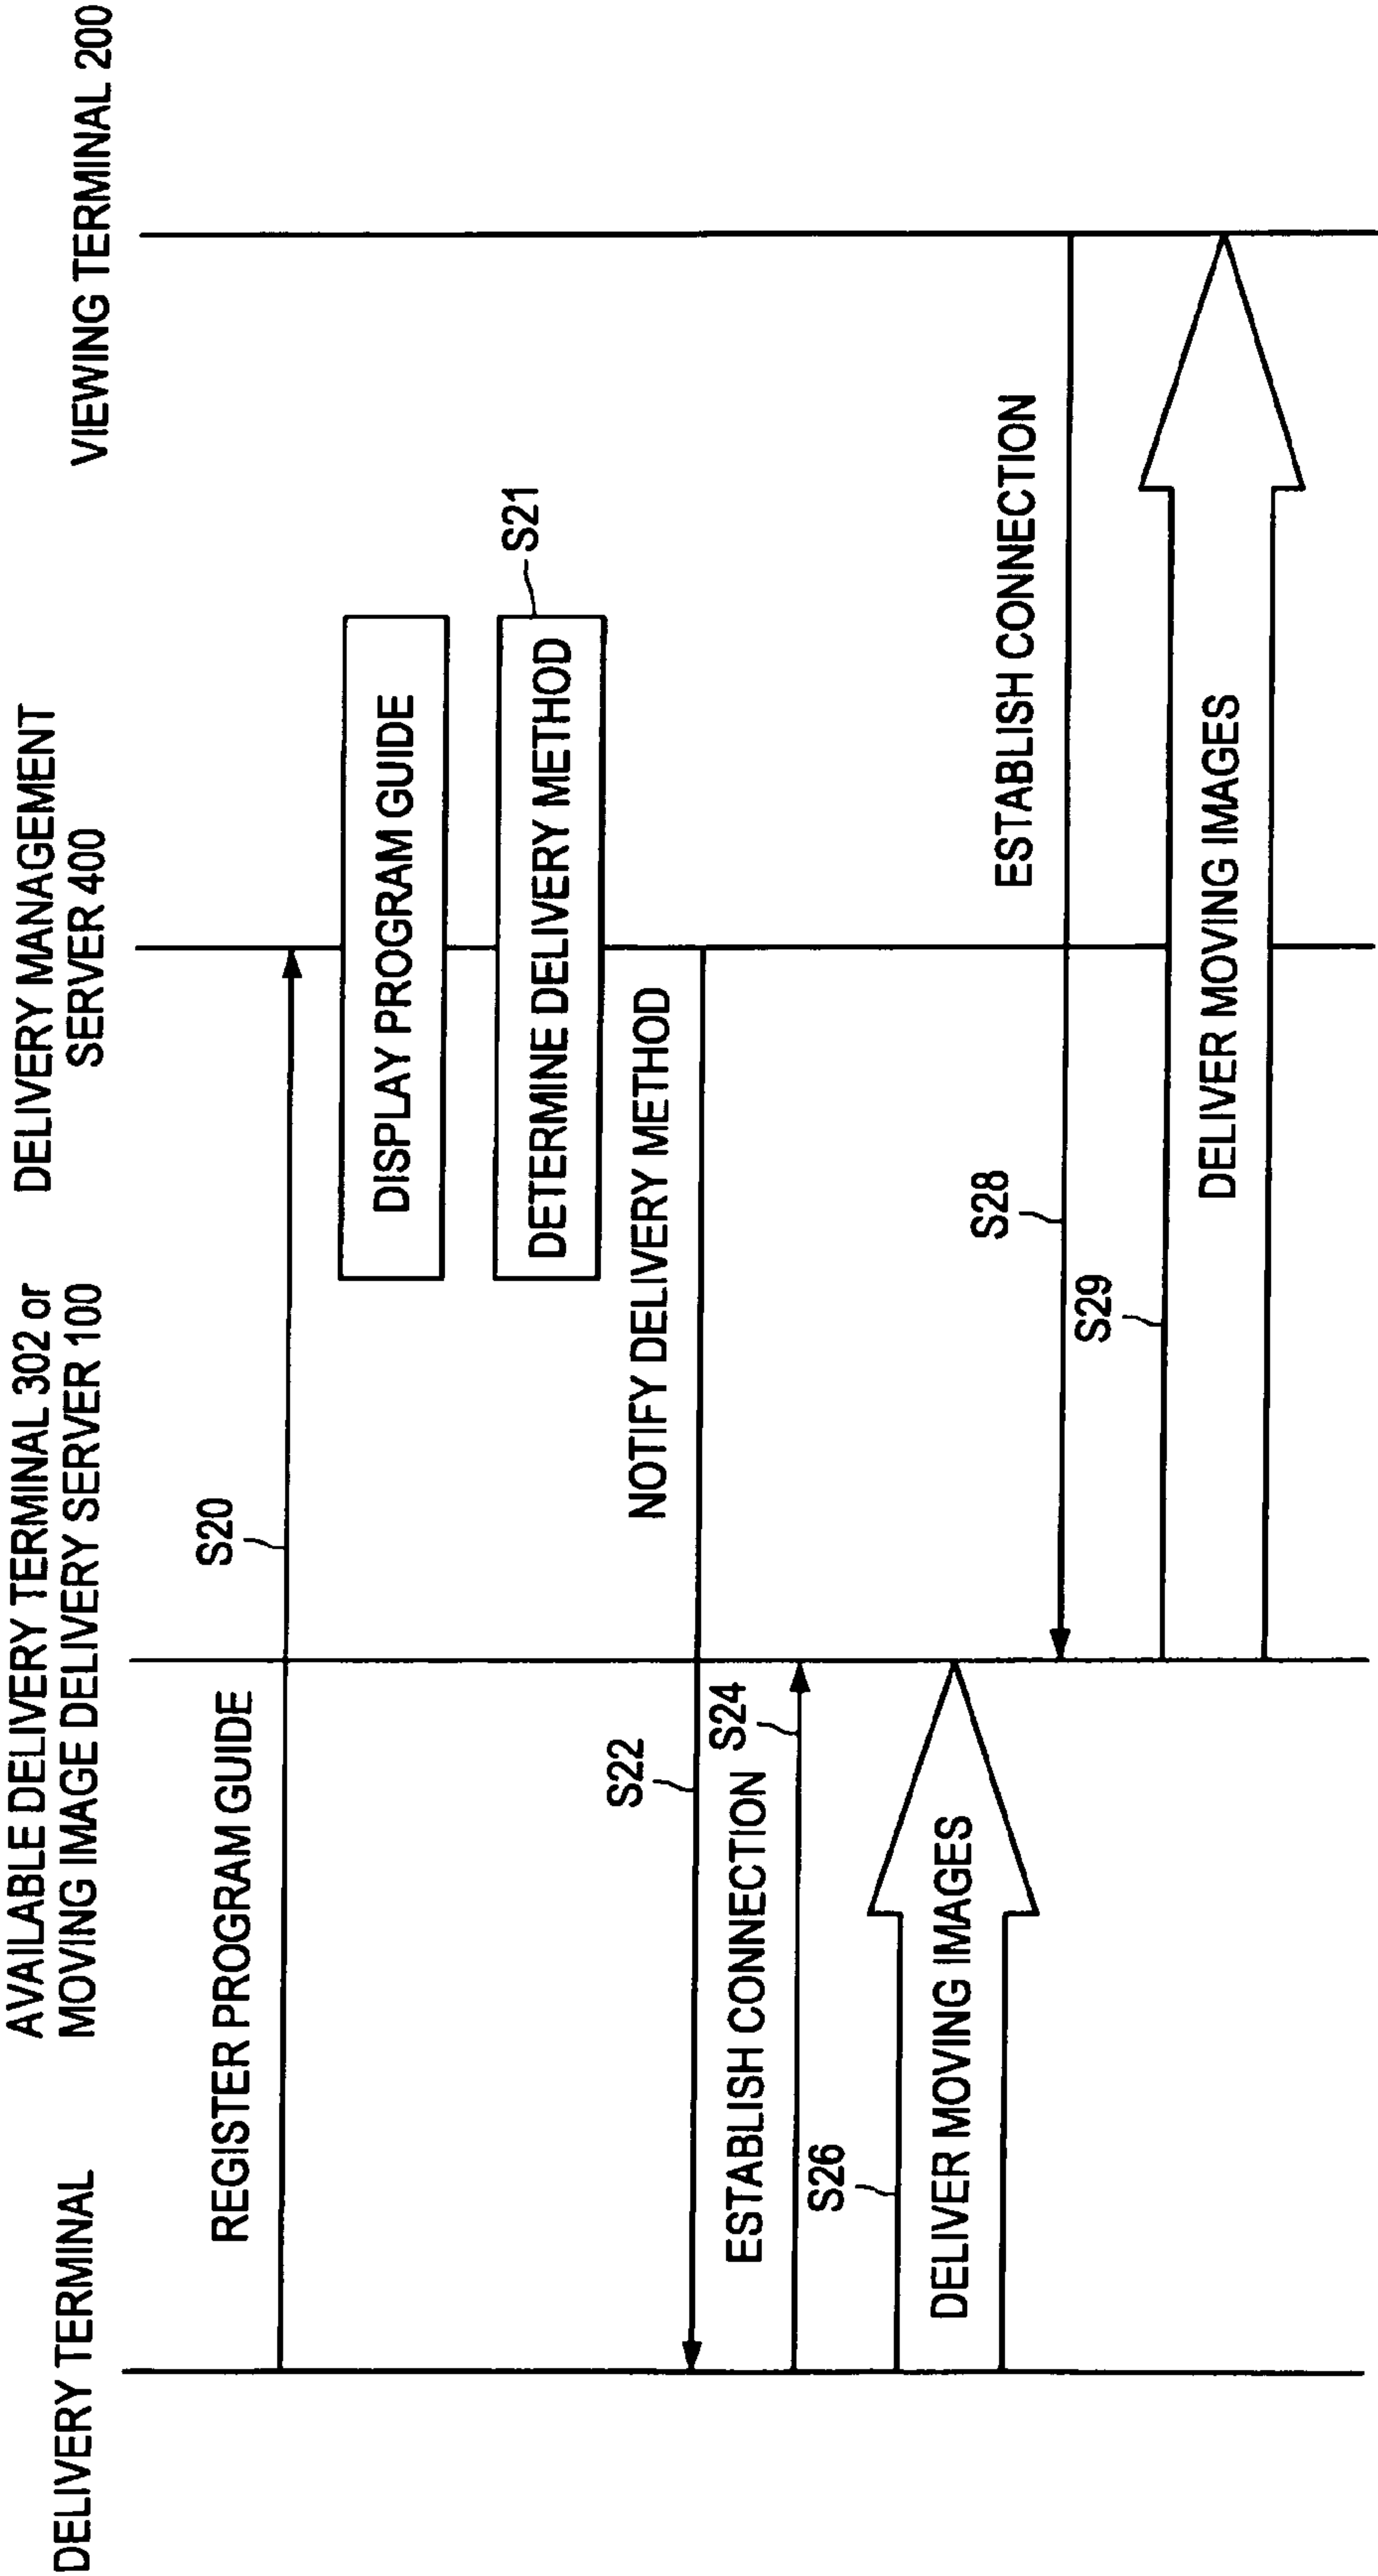 DELIVERY TERMINAL
AVAILABLE DELIVERY TERMINAL 302 or
MOVING IMAGE DELIVERY SERVER 100
DELIVERY MANAGEMENT
SERVER 400
VIEWING TERMINAL 200
REGISTER PROGRAM GUIDE
S20
DISPLAY PROGRAM GUIDE
S21
DETERMINE DELIVERY METHOD
NOTIFY DELIVERY METHOD
S22
ESTABLISH CONNECTION
S24
S26
DELIVER MOVING IMAGES
ESTABLISH CONNECTION
S28
S29
DELIVER MOVING IMAGES